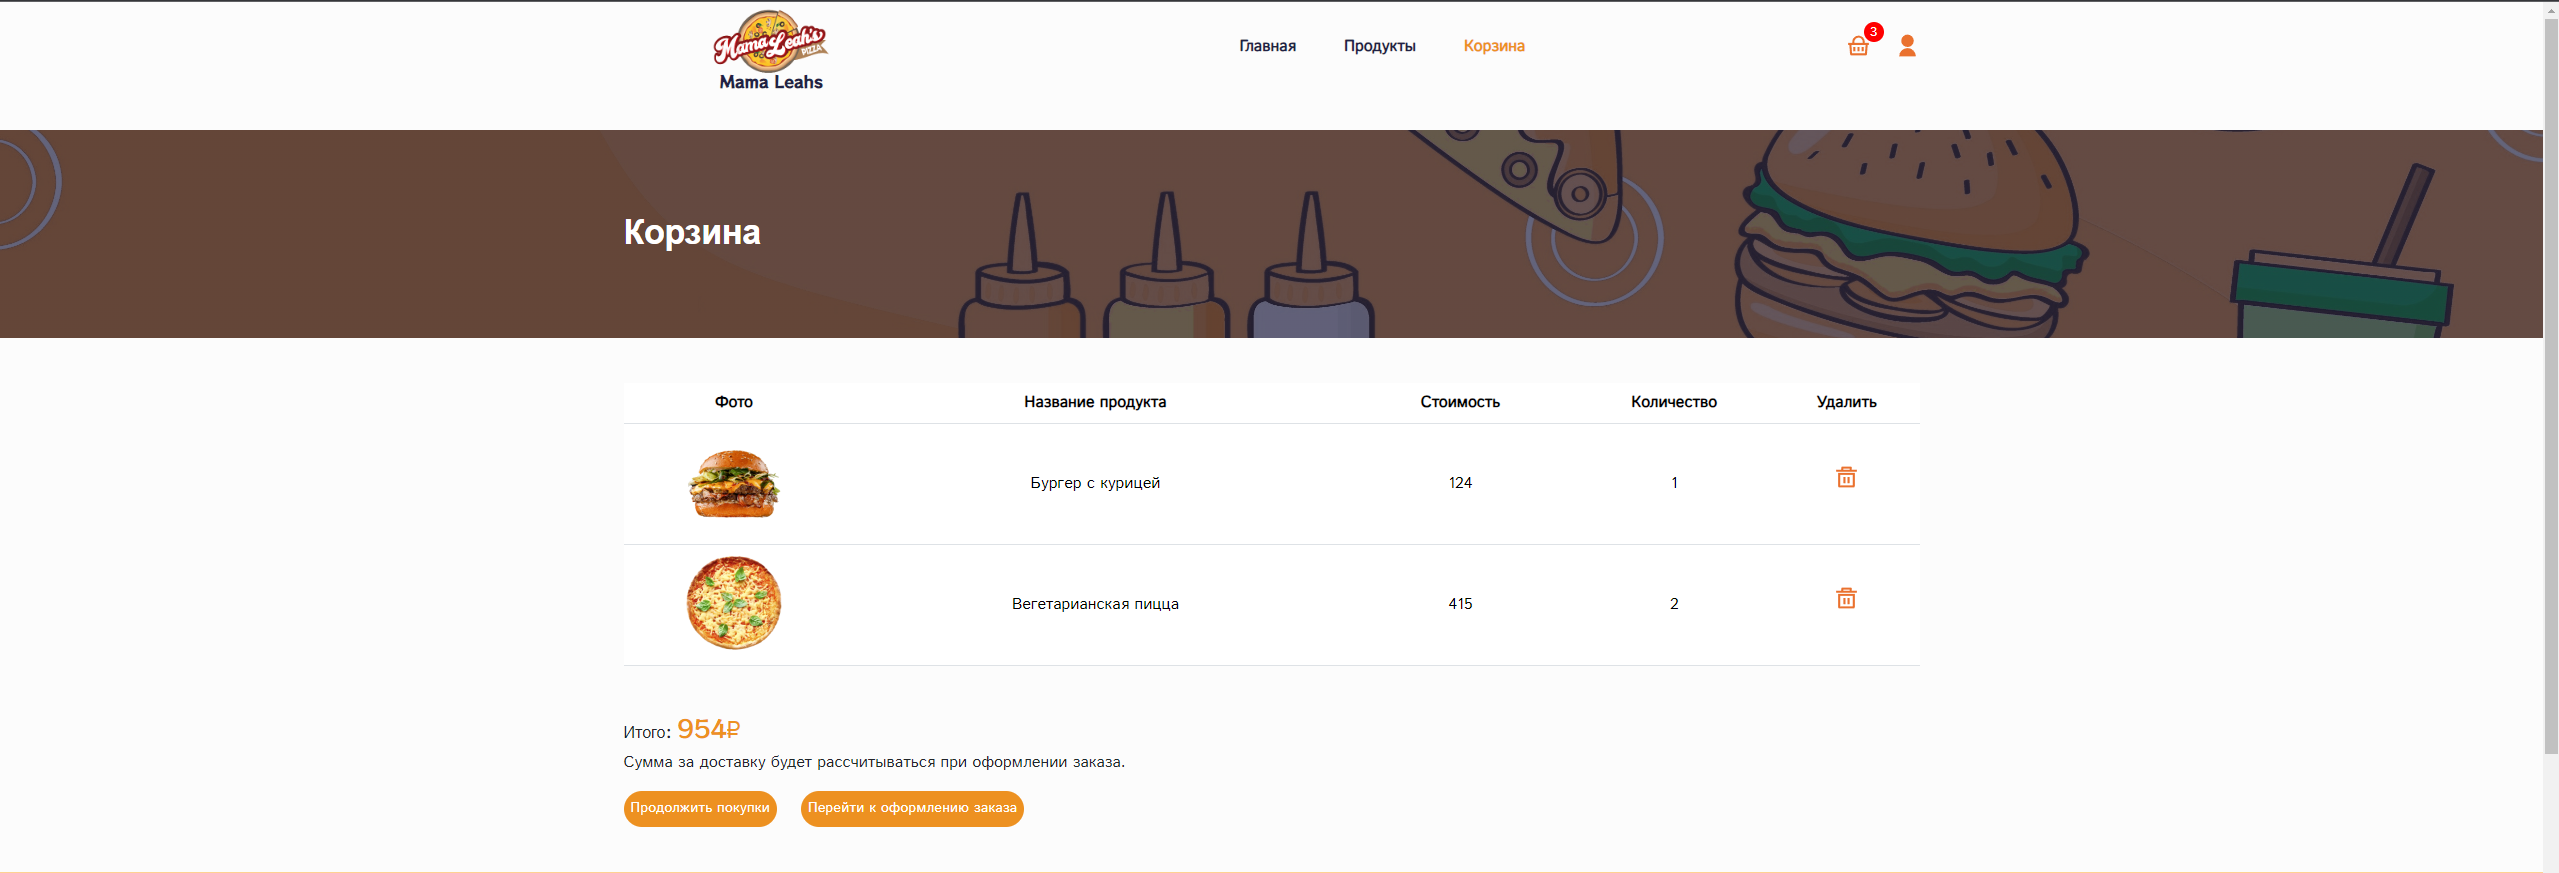 Mama Leah's
PIZZA
Mama Leahs
Главная Продукты Корзина 3
Корзина
Фото Название продукта Стоимость Количество Удалить
Бургер с курицей 124 1
Вегетарианская пицца 415 2
Итого: 954₽
Сумма за доставку будет рассчитываться при оформлении заказа.
Продолжить покупки Перейти к оформлению заказа